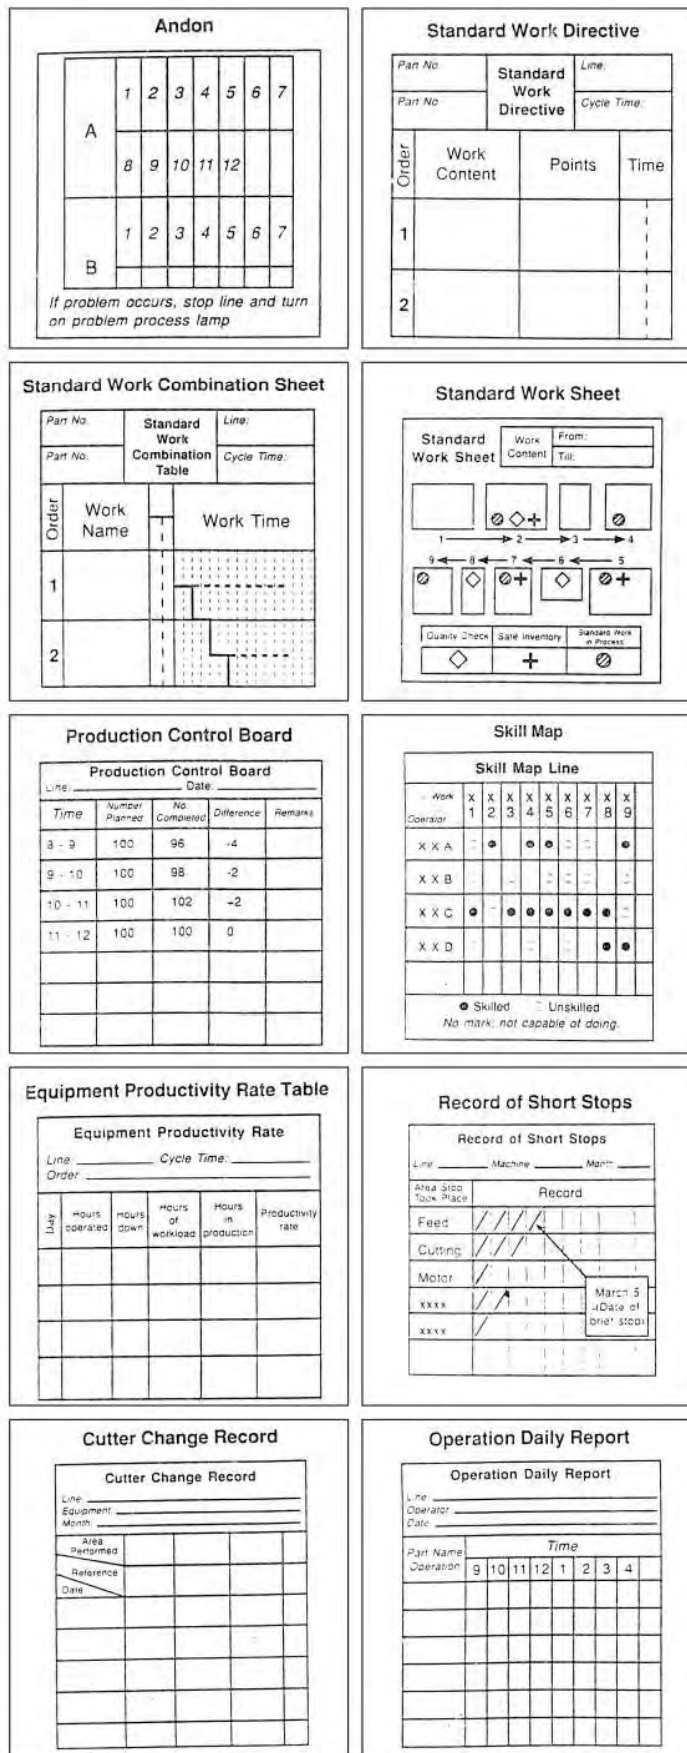 Andon
A
1 2 3 4 5 6 7
8 9 10 11 12
B
1 2 3 4 5 6 7
If problem occurs, stop line and turn
on problem process lamp
Standard Work Directive
Part No
Part No
Standard
Work
Directive
Line:
Cycle Time:
Order
Work
Content
Points
Time
1
2
Standard Work Combination Sheet
Part No.
Part No.
Standard
Work
Combination
Table
Line:
Cycle Time:
Order
Work
Name
Work Time
1
2
Standard Work Sheet
Standard
Work Sheet
Work
Content
From:
Till:
1 2 3 4
9 8 7 6 5
Quality Check
Safe Inventory
Standard Work
in Process
Production Control Board
Production Control Board
Line: Date:
Time
Number
Planned
No.
Completed
Difference
Remarks
8 - 9 100 96 -4
9 - 10 100 98 -2
10 - 11 100 102 +2
11 - 12 100 100 0
Skill Map
Skill Map Line
Work
Operator
X X X X X X X X X
1 2 3 4 5 6 7 8 9
X X A
X X B
X X C
X X D
Skilled Unskilled
No mark: not capable of doing.
Equipment Productivity Rate Table
Equipment Productivity Rate
Line: Cycle Time:
Order:
Day
Hours
operated
Hours
down
Hours
of
workload
Hours
in
production
Productivity
rate
Record of Short Stops
Record of Short Stops
Line Machine Month
Area Stop
Took Place
Record
Feed
Cutting
Motor
xxxx
xxxx
March 5
(Date of
brief stop)
Cutter Change Record
Cutter Change Record
Line:
Equipment:
Month:
Area
Performed
Reference
Date
Operation Daily Report
Operation Daily Report
Line
Operator
Date
Part Name
Operation
Time
9 10 11 12 1 2 3 4